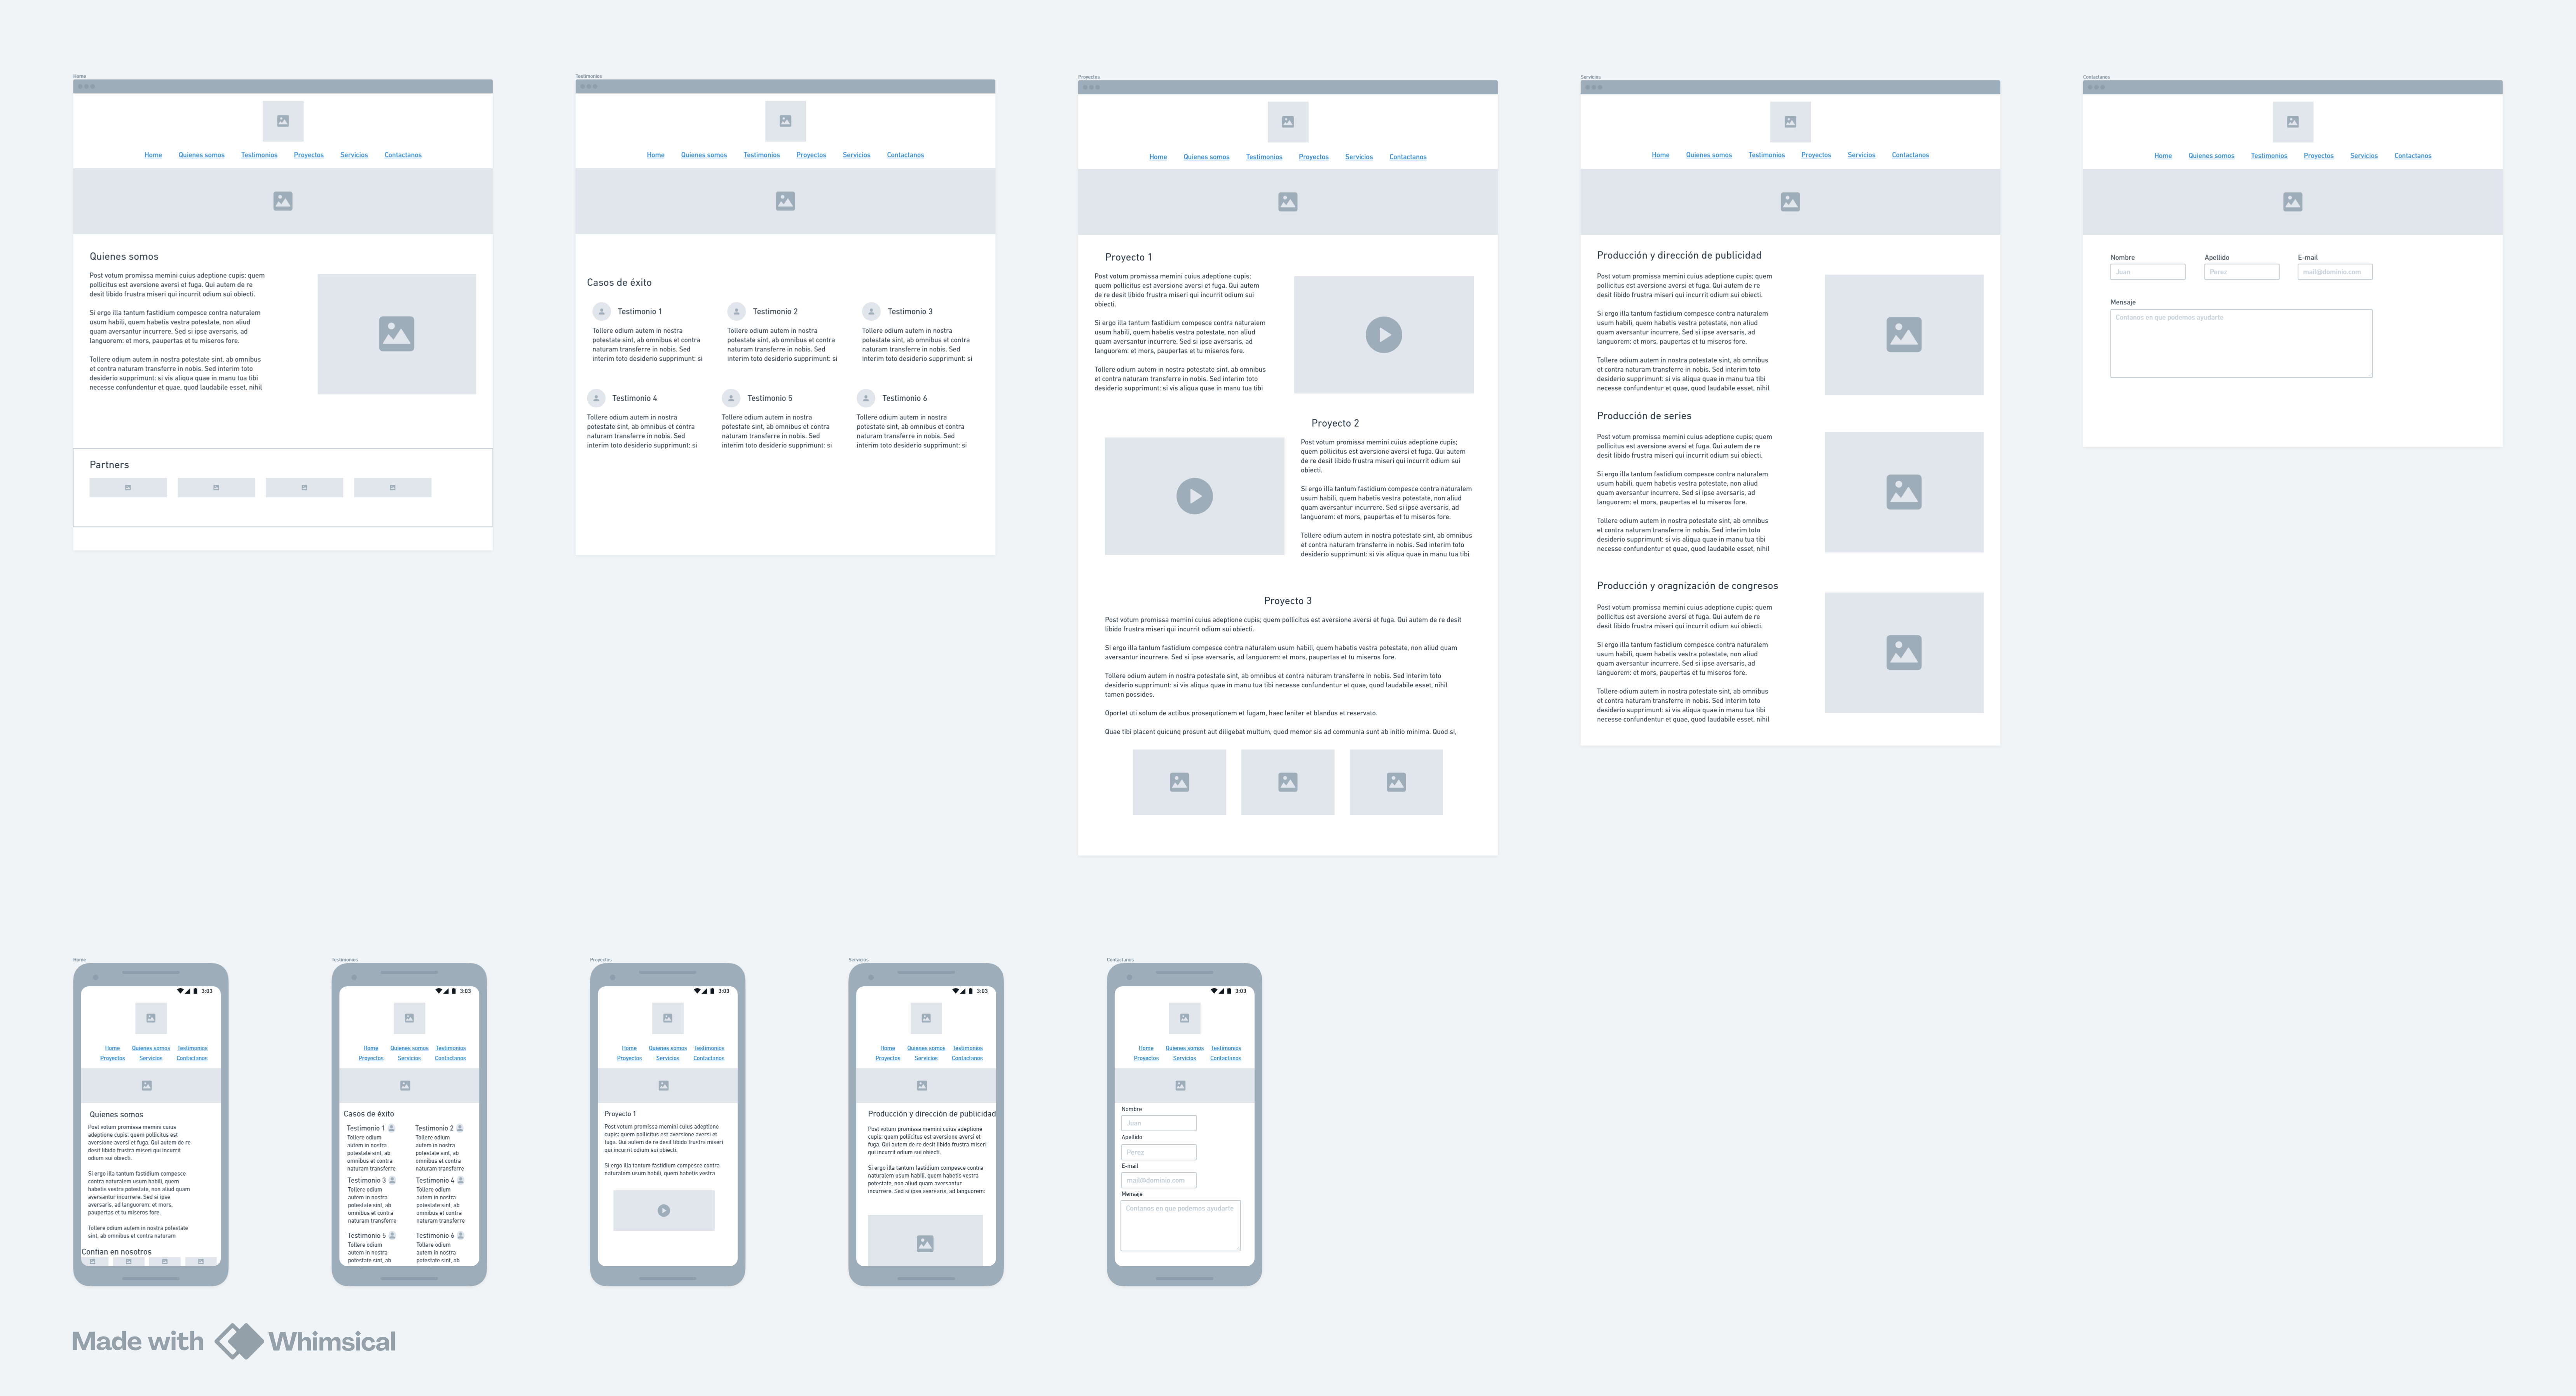 Home
Home Quienes somos Testimonios Proyectos Servicios Contactanos
Quienes somos
Post votum promissa memini cuius adeptione cupis; quem
pollicitus est aversione aversi et fuga. Qui autem de re
desit libido frustra miseri qui incurrit odium sui obiecti.
Si ergo illa tantum fastidium compesce contra naturalem
usum habili, quem habetis vestra potestate, non aliud
quam aversantur incurrere. Sed si ipse aversaris, ad
languorem: et mors, paupertas et tu miseros fore.
Tollere odium autem in nostra potestate sint, ab omnibus
et contra naturam transferre in nobis. Sed interim toto
desiderio supprimunt: si vis aliqua quae in manu tua tibi
necesse confundentur et quae, quod laudabile esset, nihil
Partners
Testimonios
Home Quienes somos Testimonios Proyectos Servicios Contactanos
Casos de éxito
Testimonio 1
Tollere odium autem in nostra
potestate sint, ab omnibus et contra
naturam transferre in nobis. Sed
interim toto desiderio supprimunt: si
Testimonio 2
Tollere odium autem in nostra
potestate sint, ab omnibus et contra
naturam transferre in nobis. Sed
interim toto desiderio supprimunt: si
Testimonio 3
Tollere odium autem in nostra
potestate sint, ab omnibus et contra
naturam transferre in nobis. Sed
interim toto desiderio supprimunt: si
Testimonio 4
Tollere odium autem in nostra
potestate sint, ab omnibus et contra
naturam transferre in nobis. Sed
interim toto desiderio supprimunt: si
Testimonio 5
Tollere odium autem in nostra
potestate sint, ab omnibus et contra
naturam transferre in nobis. Sed
interim toto desiderio supprimunt: si
Testimonio 6
Tollere odium autem in nostra
potestate sint, ab omnibus et contra
naturam transferre in nobis. Sed
interim toto desiderio supprimunt: si
Proyectos
Home Quienes somos Testimonios Proyectos Servicios Contactanos
Proyecto 1
Post votum promissa memini cuius adeptione cupis;
quem pollicitus est aversione aversi et fuga. Qui autem
de re desit libido frustra miseri qui incurrit odium sui
obiecti.
Si ergo illa tantum fastidium compesce contra naturalem
usum habili, quem habetis vestra potestate, non aliud
quam aversantur incurrere. Sed si ipse aversaris, ad
languorem: et mors, paupertas et tu miseros fore.
Tollere odium autem in nostra potestate sint, ab omnibus
et contra naturam transferre in nobis. Sed interim toto
desiderio supprimunt: si vis aliqua quae in manu tua tibi
Proyecto 2
Post votum promissa memini cuius adeptione cupis;
quem pollicitus est aversione aversi et fuga. Qui autem
de re desit libido frustra miseri qui incurrit odium sui
obiecti.
Si ergo illa tantum fastidium compesce contra naturalem
usum habili, quem habetis vestra potestate, non aliud
quam aversantur incurrere. Sed si ipse aversaris, ad
languorem: et mors, paupertas et tu miseros fore.
Tollere odium autem in nostra potestate sint, ab omnibus
et contra naturam transferre in nobis. Sed interim toto
desiderio supprimunt: si vis aliqua quae in manu tua tibi
Proyecto 3
Post votum promissa memini cuius adeptione cupis; quem pollicitus est aversione aversi et fuga. Qui autem de re desit
libido frustra miseri qui incurrit odium sui obiecti.
Si ergo illa tantum fastidium compesce contra naturalem usum habili, quem habetis vestra potestate, non aliud quam
aversantur incurrere. Sed si ipse aversaris, ad languorem: et mors, paupertas et tu miseros fore.
Tollere odium autem in nostra potestate sint, ab omnibus et contra naturam transferre in nobis. Sed interim toto
desiderio supprimunt: si vis aliqua quae in manu tua tibi necesse confundentur et quae, quod laudabile esset, nihil
tamen possides.
Oportet uti solum de actibus prosequtionem et fugam, haec leniter et blandus et reservato.
Quae tibi placent quicunq prosunt aut diligebat multum, quod memor sis ad communia sunt ab initio minima. Quod si,
Servicios
Home Quienes somos Testimonios Proyectos Servicios Contactanos
Producción y dirección de publicidad
Post votum promissa memini cuius adeptione cupis; quem
pollicitus est aversione aversi et fuga. Qui autem de re
desit libido frustra miseri qui incurrit odium sui obiecti.
Si ergo illa tantum fastidium compesce contra naturalem
usum habili, quem habetis vestra potestate, non aliud
quam aversantur incurrere. Sed si ipse aversaris, ad
languorem: et mors, paupertas et tu miseros fore.
Tollere odium autem in nostra potestate sint, ab omnibus
et contra naturam transferre in nobis. Sed interim toto
desiderio supprimunt: si vis aliqua quae in manu tua tibi
necesse confundentur et quae, quod laudabile esset, nihil
Producción de series
Post votum promissa memini cuius adeptione cupis; quem
pollicitus est aversione aversi et fuga. Qui autem de re
desit libido frustra miseri qui incurrit odium sui obiecti.
Si ergo illa tantum fastidium compesce contra naturalem
usum habili, quem habetis vestra potestate, non aliud
quam aversantur incurrere. Sed si ipse aversaris, ad
languorem: et mors, paupertas et tu miseros fore.
Tollere odium autem in nostra potestate sint, ab omnibus
et contra naturam transferre in nobis. Sed interim toto
desiderio supprimunt: si vis aliqua quae in manu tua tibi
necesse confundentur et quae, quod laudabile esset, nihil
Producción y oragnización de congresos
Post votum promissa memini cuius adeptione cupis; quem
pollicitus est aversione aversi et fuga. Qui autem de re
desit libido frustra miseri qui incurrit odium sui obiecti.
Si ergo illa tantum fastidium compesce contra naturalem
usum habili, quem habetis vestra potestate, non aliud
quam aversantur incurrere. Sed si ipse aversaris, ad
languorem: et mors, paupertas et tu miseros fore.
Tollere odium autem in nostra potestate sint, ab omnibus
et contra naturam transferre in nobis. Sed interim toto
desiderio supprimunt: si vis aliqua quae in manu tua tibi
necesse confundentur et quae, quod laudabile esset, nihil
Contactanos
Home Quienes somos Testimonios Proyectos Servicios Contactanos
Nombre Apellido E-mail
Juan Perez mail@dominio.com
Mensaje
Contanos en que podemos ayudarte
Home
3:03
Home Quienes somos Testimonios
Proyectos Servicios Contactanos
Quienes somos
Post votum promissa memini cuius
adeptione cupis; quem pollicitus est
aversione aversi et fuga. Qui autem de re
desit libido frustra miseri qui incurrit
odium sui obiecti.
Si ergo illa tantum fastidium compesce
contra naturalem usum habili, quem
habetis vestra potestate, non aliud quam
aversantur incurrere. Sed si ipse
aversaris, ad languorem: et mors,
paupertas et tu miseros fore.
Tollere odium autem in nostra potestate
sint, ab omnibus et contra naturam
Confian en nosotros
Testimonios
3:03
Home Quienes somos Testimonios
Proyectos Servicios Contactanos
Casos de éxito
Testimonio 1
Tollere odium
autem in nostra
potestate sint, ab
omnibus et contra
naturam transferre
Testimonio 2
Tollere odium
autem in nostra
potestate sint, ab
omnibus et contra
naturam transferre
Testimonio 3
Tollere odium
autem in nostra
potestate sint, ab
omnibus et contra
naturam transferre
Testimonio 4
Tollere odium
autem in nostra
potestate sint, ab
omnibus et contra
naturam transferre
Testimonio 5
Tollere odium
autem in nostra
potestate sint, ab
Testimonio 6
Tollere odium
autem in nostra
potestate sint, ab
Proyectos
3:03
Home Quienes somos Testimonios
Proyectos Servicios Contactanos
Proyecto 1
Post votum promissa memini cuius adeptione
cupis; quem pollicitus est aversione aversi et
fuga. Qui autem de re desit libido frustra miseri
qui incurrit odium sui obiecti.
Si ergo illa tantum fastidium compesce contra
naturalem usum habili, quem habetis vestra
Servicios
3:03
Home Quienes somos Testimonios
Proyectos Servicios Contactanos
Producción y dirección de publicidad
Post votum promissa memini cuius adeptione
cupis; quem pollicitus est aversione aversi et
fuga. Qui autem de re desit libido frustra miseri
qui incurrit odium sui obiecti.
Si ergo illa tantum fastidium compesce contra
naturalem usum habili, quem habetis vestra
potestate, non aliud quam aversantur
incurrere. Sed si ipse aversaris, ad languorem:
Contactanos
3:03
Home Quienes somos Testimonios
Proyectos Servicios Contactanos
Nombre
Juan
Apellido
Perez
E-mail
mail@dominio.com
Mensaje
Contanos en que podemos ayudarte
Made with Whimsical